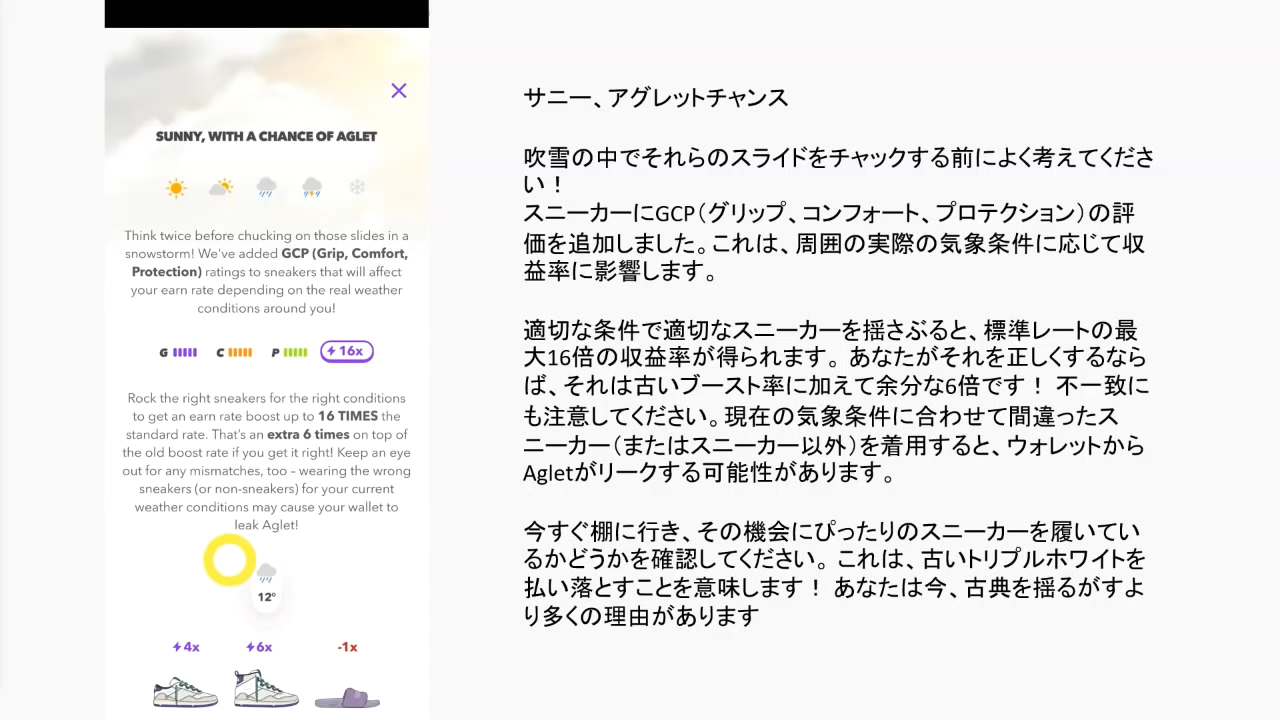 SUNNY, WITH A CHANCE OF AGLET
Think twice before chucking on those slides in a
snowstorm! We've added GCP (Grip, Comfort,
Protection) ratings to sneakers that will affect
your earn rate depending on the real weather
conditions around you!
G C P 16x
Rock the right sneakers for the right conditions
to get an earn rate boost up to 16 TIMES the
standard rate. That's an extra 6 times on top of
the old boost rate if you get it right! Keep an eye
out for any mismatches, too – wearing the wrong
sneakers (or non-sneakers) for your current
weather conditions may cause your wallet to
leak Aglet!
12°
4x 6x -1x
サニー、アグレットチャンス
吹雪の中でそれらのスライドをチャックする前によく考えてくださ
い！
スニーカーにGCP（グリップ、コンフォート、プロテクション）の評
価を追加しました。これは、周囲の実際の気象条件に応じて収
益率に影響します。
適切な条件で適切なスニーカーを揺さぶると、標準レートの最
大16倍の収益率が得られます。 あなたがそれを正しくするなら
ば、それは古いブースト率に加えて余分な6倍です！ 不一致に
も注意してください。現在の気象条件に合わせて間違ったス
ニーカー（またはスニーカー以外）を着用すると、ウォレットから
Agletがリークする可能性があります。
今すぐ棚に行き、その機会にぴったりのスニーカーを履いてい
るかどうかを確認してください。 これは、古いトリプルホワイトを
払い落とすことを意味します！ あなたは今、古典を揺るがすよ
り多くの理由があります